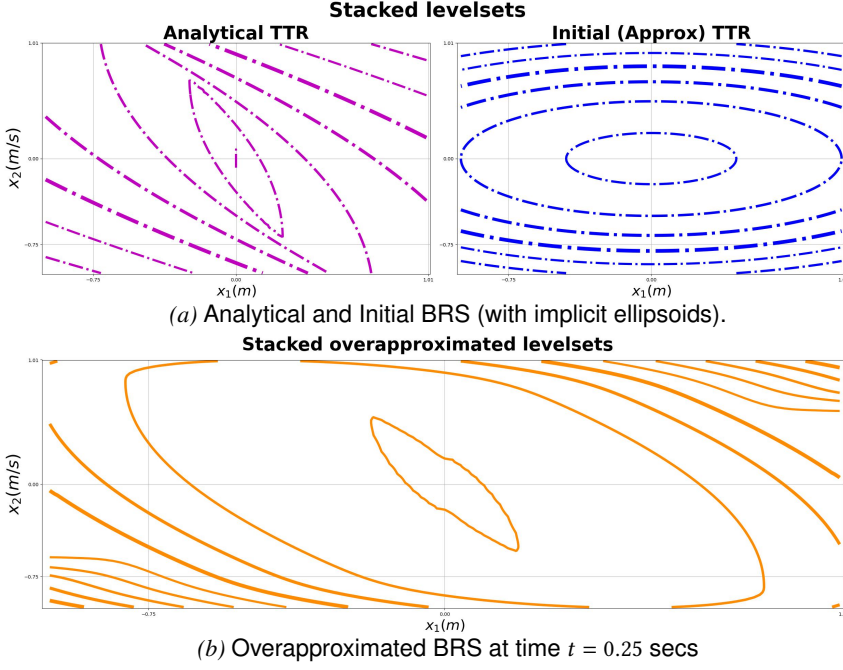 Stacked levelsets
Analytical TTR
Initial (Approx) TTR
1.01
1.01
x₂(m/s)
0.00
0.00
−0.75
−0.75
−0.75
0.00
1.01
−0.75
0.00
x₁(m)
x₁(m)
(a) Analytical and Initial BRS (with implicit ellipsoids).
Stacked overapproximated levelsets
1.01
x₂(m/s)
0.00
−0.75
−0.75
0.00
x₁(m)
(b) Overapproximated BRS at time t = 0.25 secs